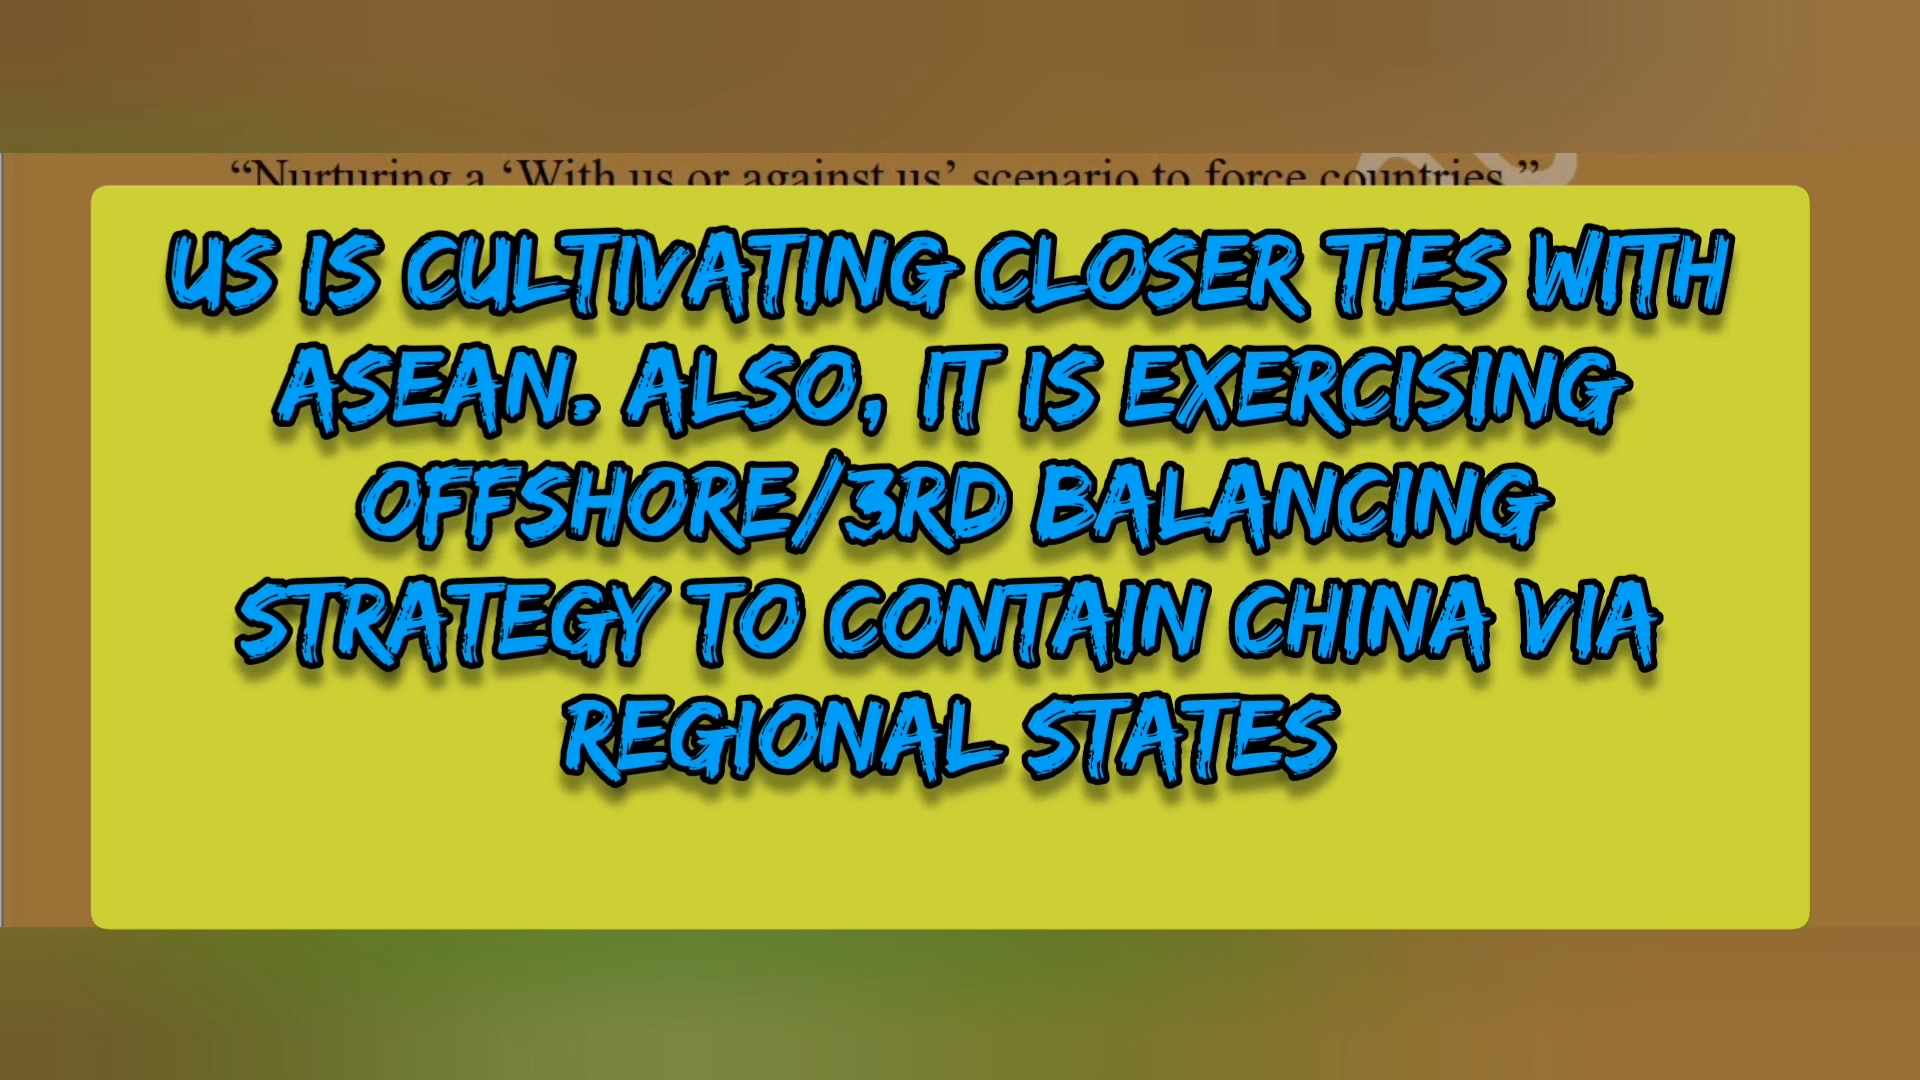 “Nurturing a ‘With us or against us’ scenario to force countries.”
US IS CULTIVATING CLOSER TIES WITH
ASEAN. ALSO, IT IS EXERCISING
OFFSHORE/3RD BALANCING
STRATEGY TO CONTAIN CHINA VIA
REGIONAL STATES